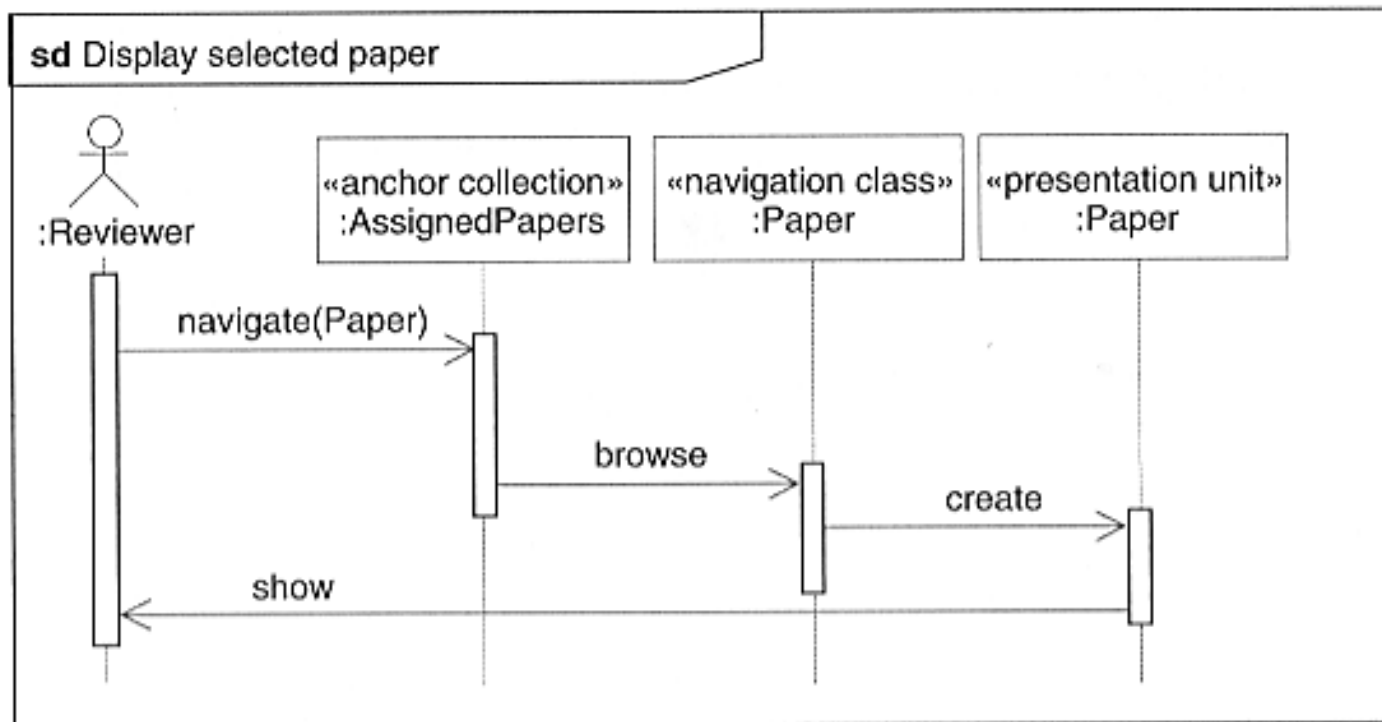 sd Display selected paper
:Reviewer
«anchor collection»
:AssignedPapers
«navigation class»
:Paper
«presentation unit»
:Paper
navigate(Paper)
browse
create
show